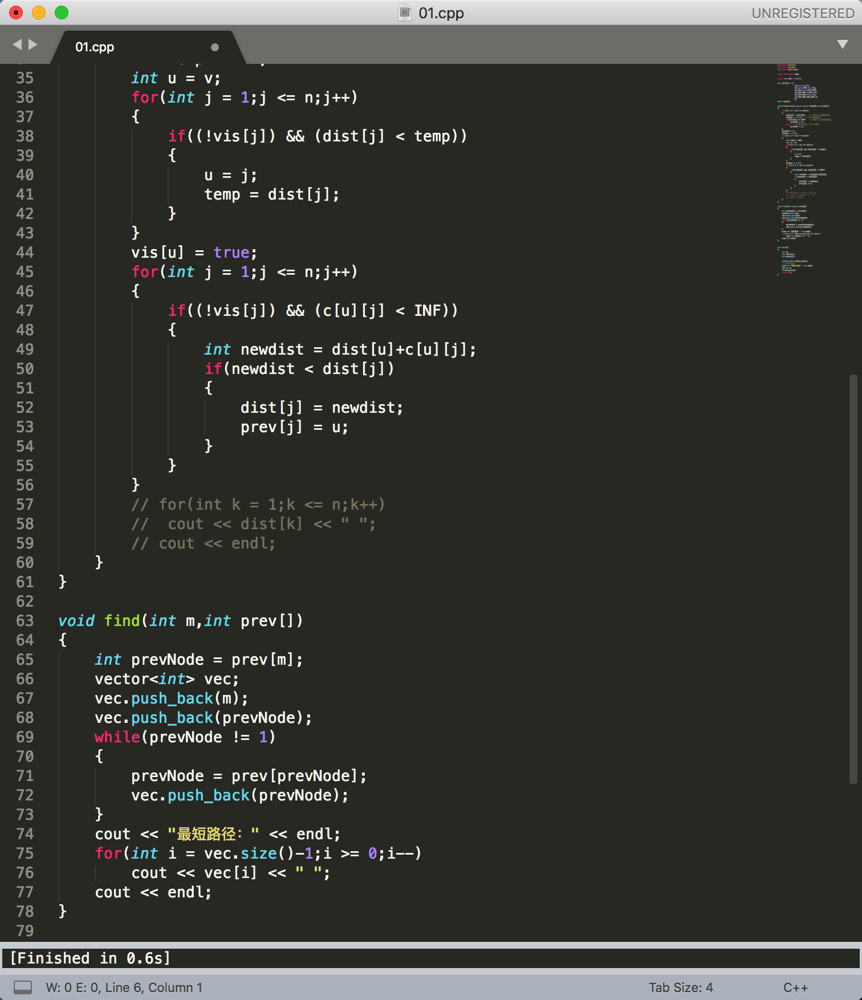 01.cpp
UNREGISTERED
01.cpp
35 int u = v;
36 for(int j = 1;j <= n;j++)
37 {
38 if((!vis[j]) && (dist[j] < temp))
39 {
40 u = j;
41 temp = dist[j];
42 }
43 }
44 vis[u] = true;
45 for(int j = 1;j <= n;j++)
46 {
47 if((!vis[j]) && (c[u][j] < INF))
48 {
49 int newdist = dist[u]+c[u][j];
50 if(newdist < dist[j])
51 {
52 dist[j] = newdist;
53 prev[j] = u;
54 }
55 }
56 }
57 // for(int k = 1;k <= n;k++)
58 //  cout << dist[k] << " ";
59 // cout << endl;
60 }
61 }
62
63 void find(int m,int prev[])
64 {
65 int prevNode = prev[m];
66 vector<int> vec;
67 vec.push_back(m);
68 vec.push_back(prevNode);
69 while(prevNode != 1)
70 {
71 prevNode = prev[prevNode];
72 vec.push_back(prevNode);
73 }
74 cout << "最短路径：" << endl;
75 for(int i = vec.size()-1;i >= 0;i--)
76 cout << vec[i] << " ";
77 cout << endl;
78 }
79
[Finished in 0.6s]
W: 0 E: 0, Line 6, Column 1
Tab Size: 4
C++